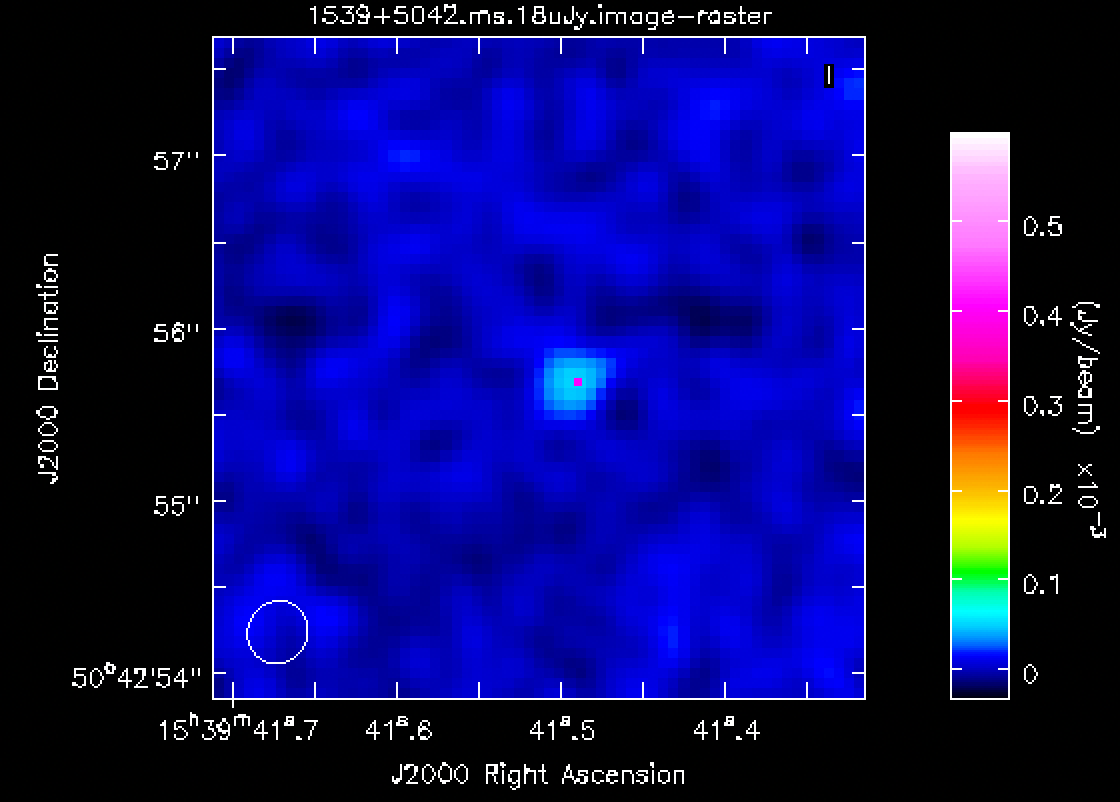 1539+5042.ms.18uJy.image-raster
I
57''
56''
55''
50°42'54''
15ʰ39ᵐ41ˢ.7
41ˢ.6
41ˢ.5
41ˢ.4
J2000 Right Ascension
J2000 Declination
0.5
0.4
0.3
0.2
0.1
0
(Jy/beam) x10⁻³